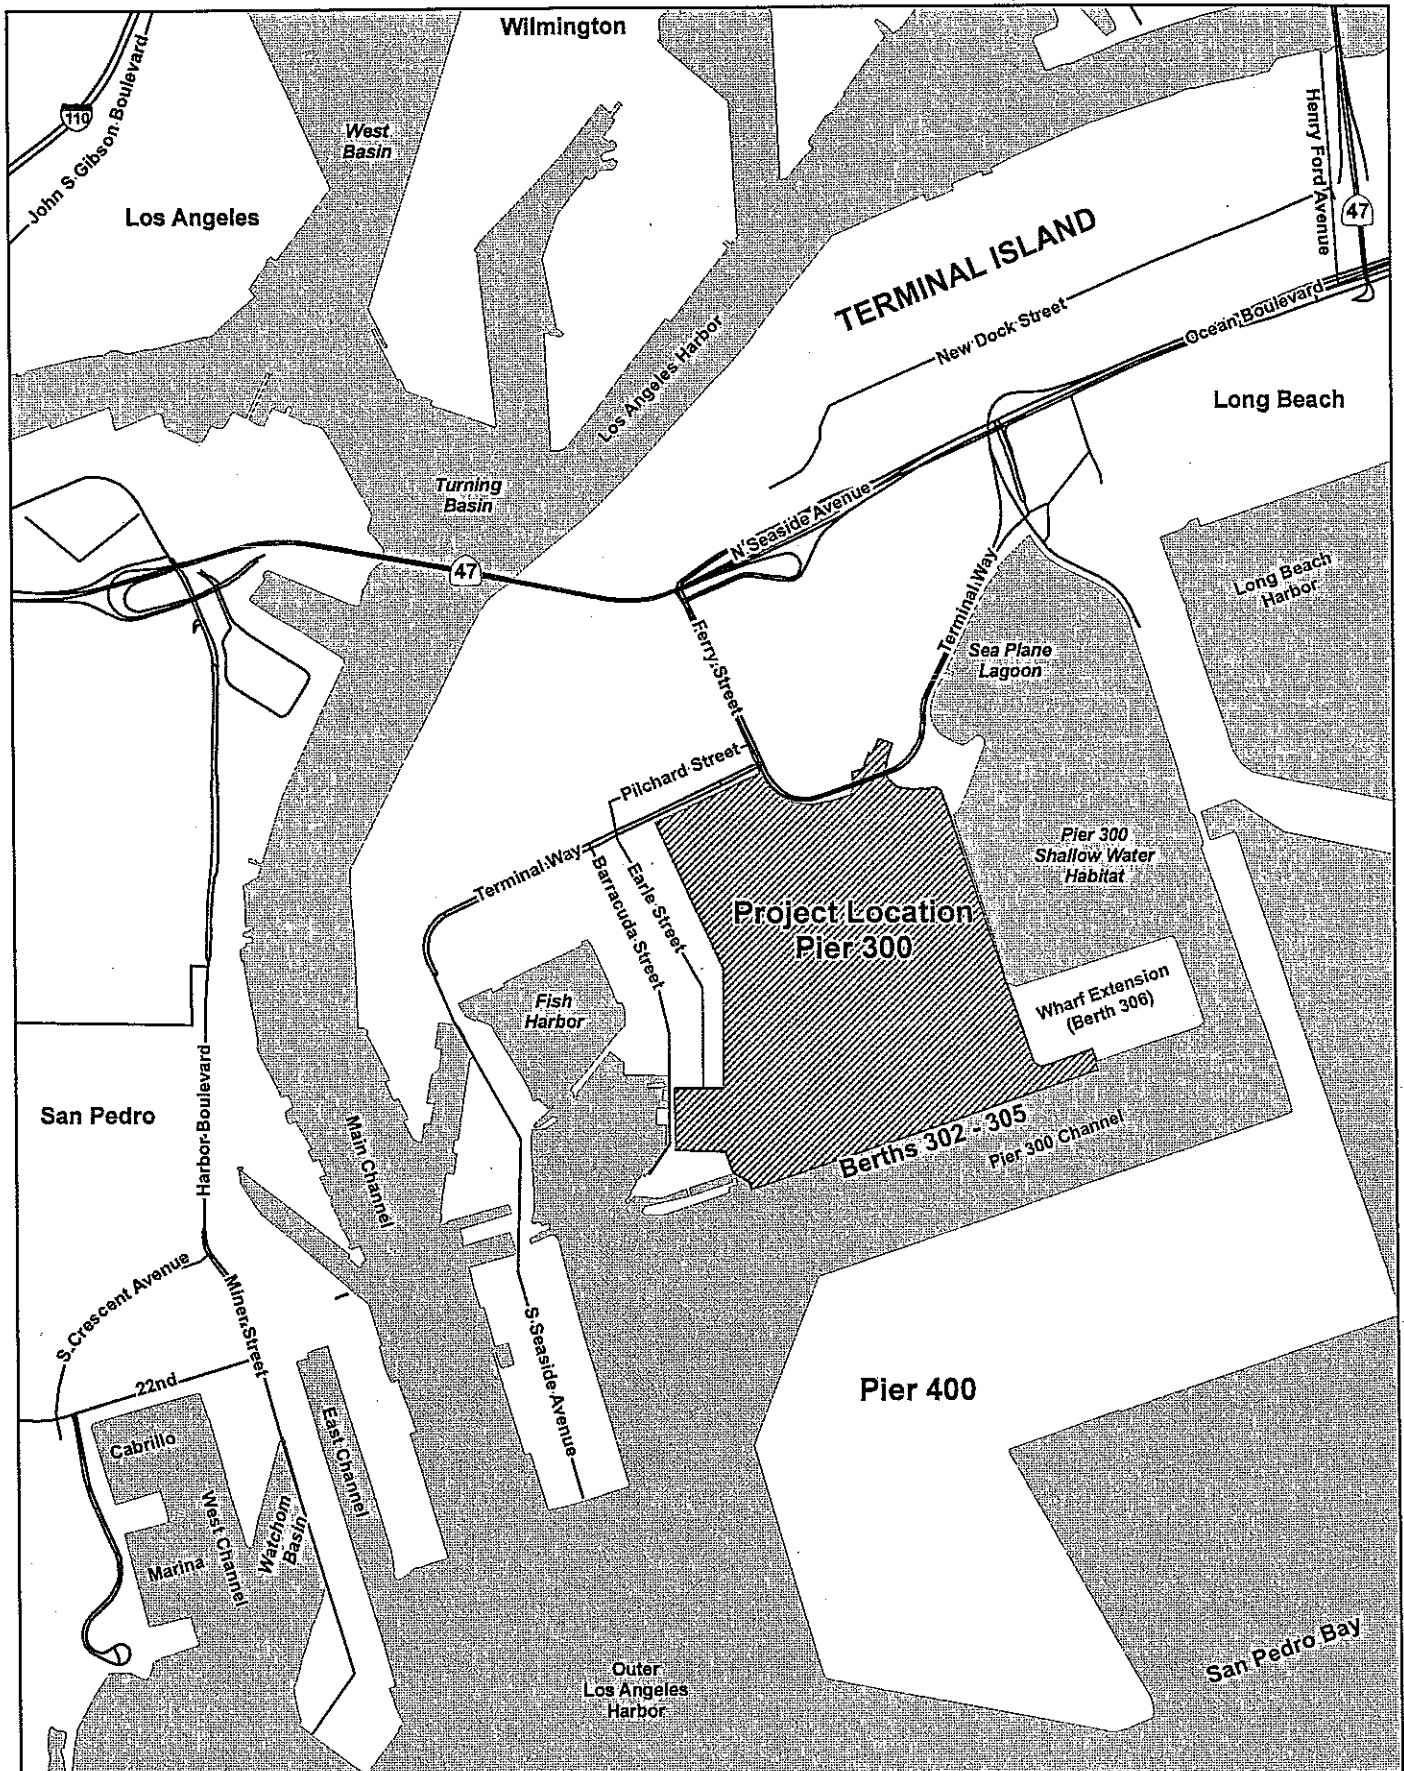 Wilmington
110
John S Gibson Boulevard
West
Basin
Los Angeles
Henry Ford Avenue
47
TERMINAL ISLAND
New Dock Street
Ocean Boulevard
Los Angeles Harbor
Long Beach
Turning
Basin
N Seaside Avenue
47
Terminal Way
Long Beach
Harbor
Ferry Street
Sea Plane
Lagoon
Pilchard Street
Pier 300
Shallow Water
Habitat
Terminal Way
Earle Street
Barracuda Street
Project Location
Pier 300
Fish
Harbor
Wharf Extension
(Berth 306)
Harbor Boulevard
San Pedro
Main Channel
Berths 302 - 305
Pier 300 Channel
S Crescent Avenue
Miner Street
S Seaside Avenue
22nd
Pier 400
Cabrillo
East Channel
West Channel
Watchorn
Basin
Marina
San Pedro Bay
Outer
Los Angeles
Harbor